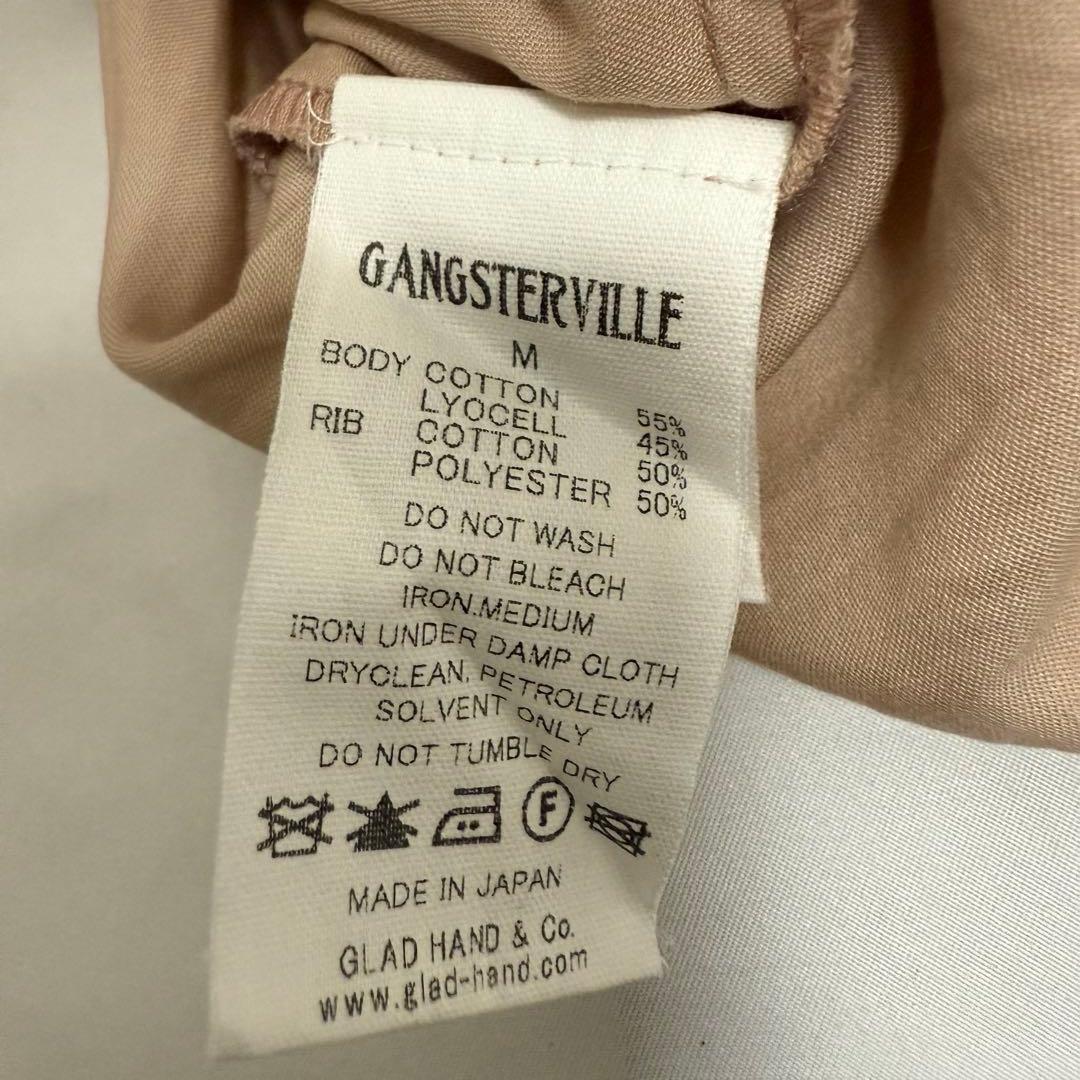 GANGSTERVILLE
M
BODY COTTON 55%
LYOCELL 45%
RIB COTTON 50%
POLYESTER 50%
DO NOT WASH
DO NOT BLEACH
IRON.MEDIUM
IRON UNDER DAMP CLOTH
DRYCLEAN, PETROLEUM
SOLVENT ONLY
DO NOT TUMBLE DRY
F
MADE IN JAPAN
GLAD HAND & Co.
www.glad-hand.com